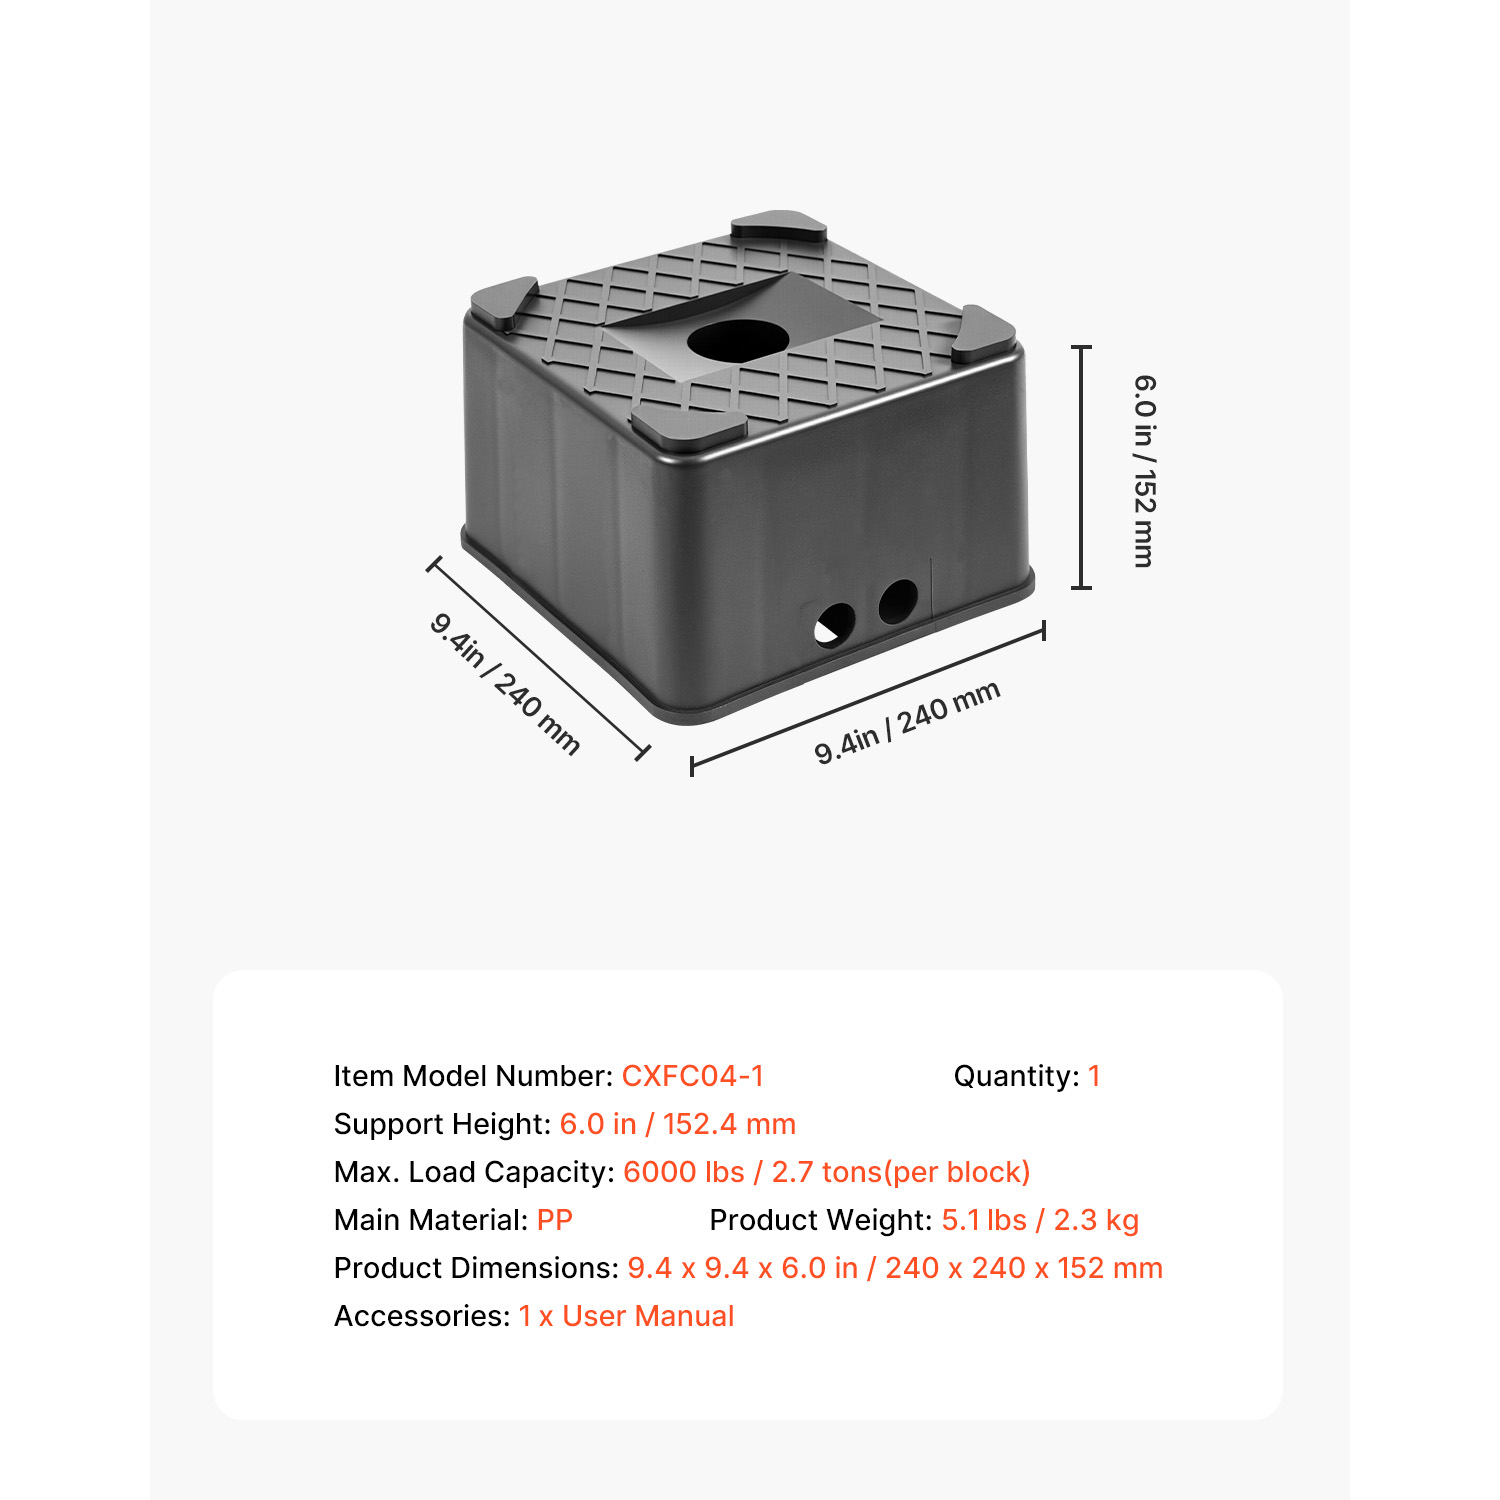 6.0 in / 152 mm
9.4in / 240 mm
9.4in / 240 mm
Item Model Number: CXFC04-1 Quantity: 1
Support Height: 6.0 in / 152.4 mm
Max. Load Capacity: 6000 lbs / 2.7 tons(per block)
Main Material: PP Product Weight: 5.1 lbs / 2.3 kg
Product Dimensions: 9.4 x 9.4 x 6.0 in / 240 x 240 x 152 mm
Accessories: 1 x User Manual